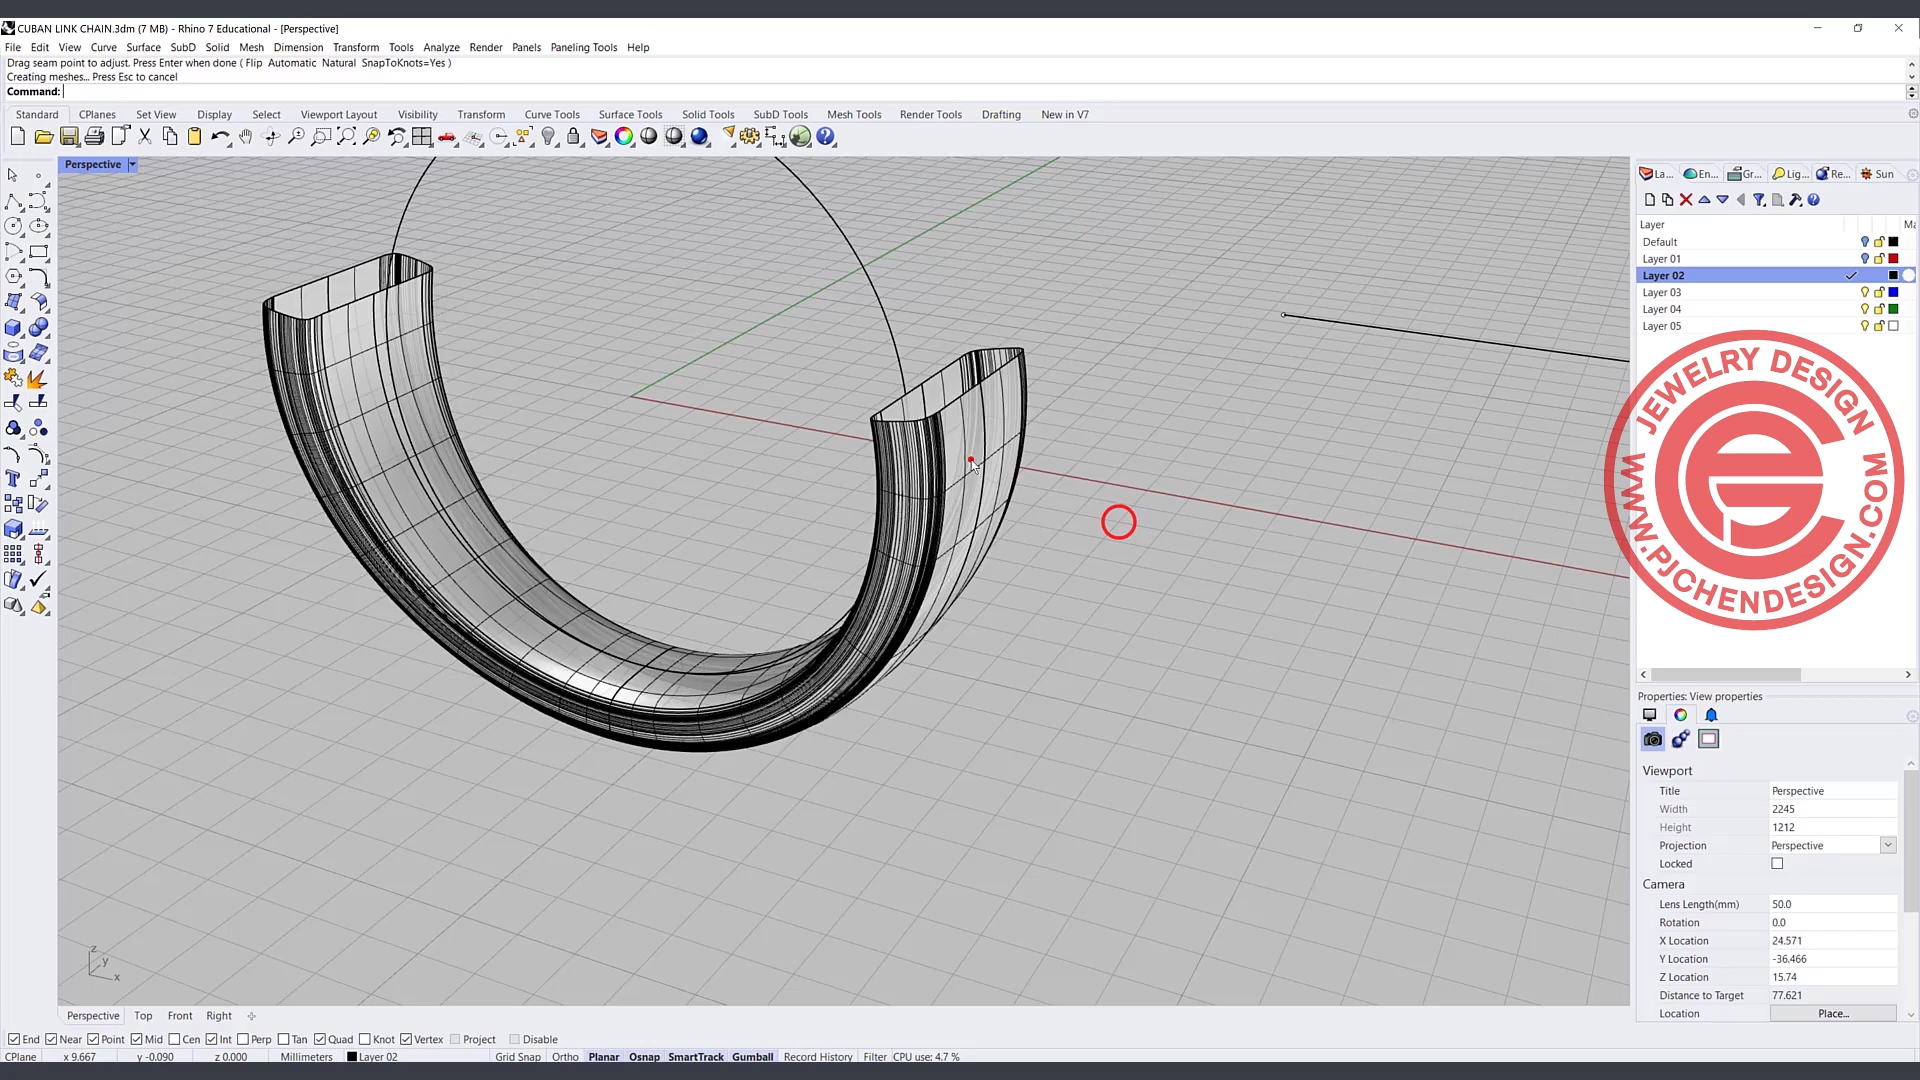 CUBAN LINK CHAIN.3dm (7 MB) - Rhino 7 Educational - [Perspective]
File Edit View Curve Surface SubD Solid Mesh Dimension Transform Tools Analyze Render Panels Paneling Tools Help
Drag seam point to adjust. Press Enter when done ( Flip Automatic Natural SnapToKnots=Yes )
Creating meshes... Press Esc to cancel
Command:
Standard CPlanes Set View Display Select Viewport Layout Visibility Transform Curve Tools Surface Tools Solid Tools SubD Tools Mesh Tools Render Tools Drafting New in V7
Perspective
La... En... Gr... Lig... Re... Sun
Layer Ma
Default
Layer 01
Layer 02
Layer 03
Layer 04
Layer 05
JEWELRY DESIGN
WWW.PJCHENDESIGN.COM
Properties: View properties
Viewport
Title Perspective
Width 2245
Height 1212
Projection Perspective
Locked
Camera
Lens Length(mm) 50.0
Rotation 0.0
X Location 24.571
Y Location -36.466
Z Location 15.74
Distance to Target 77.621
Location Place...
z
y
x
Perspective Top Front Right
End Near Point Mid Cen Int Perp Tan Quad Knot Vertex Project Disable
CPlane x 9.667 y -0.090 z 0.000 Millimeters Layer 02 Grid Snap Ortho Planar Osnap SmartTrack Gumball Record History Filter CPU use: 4.7 %